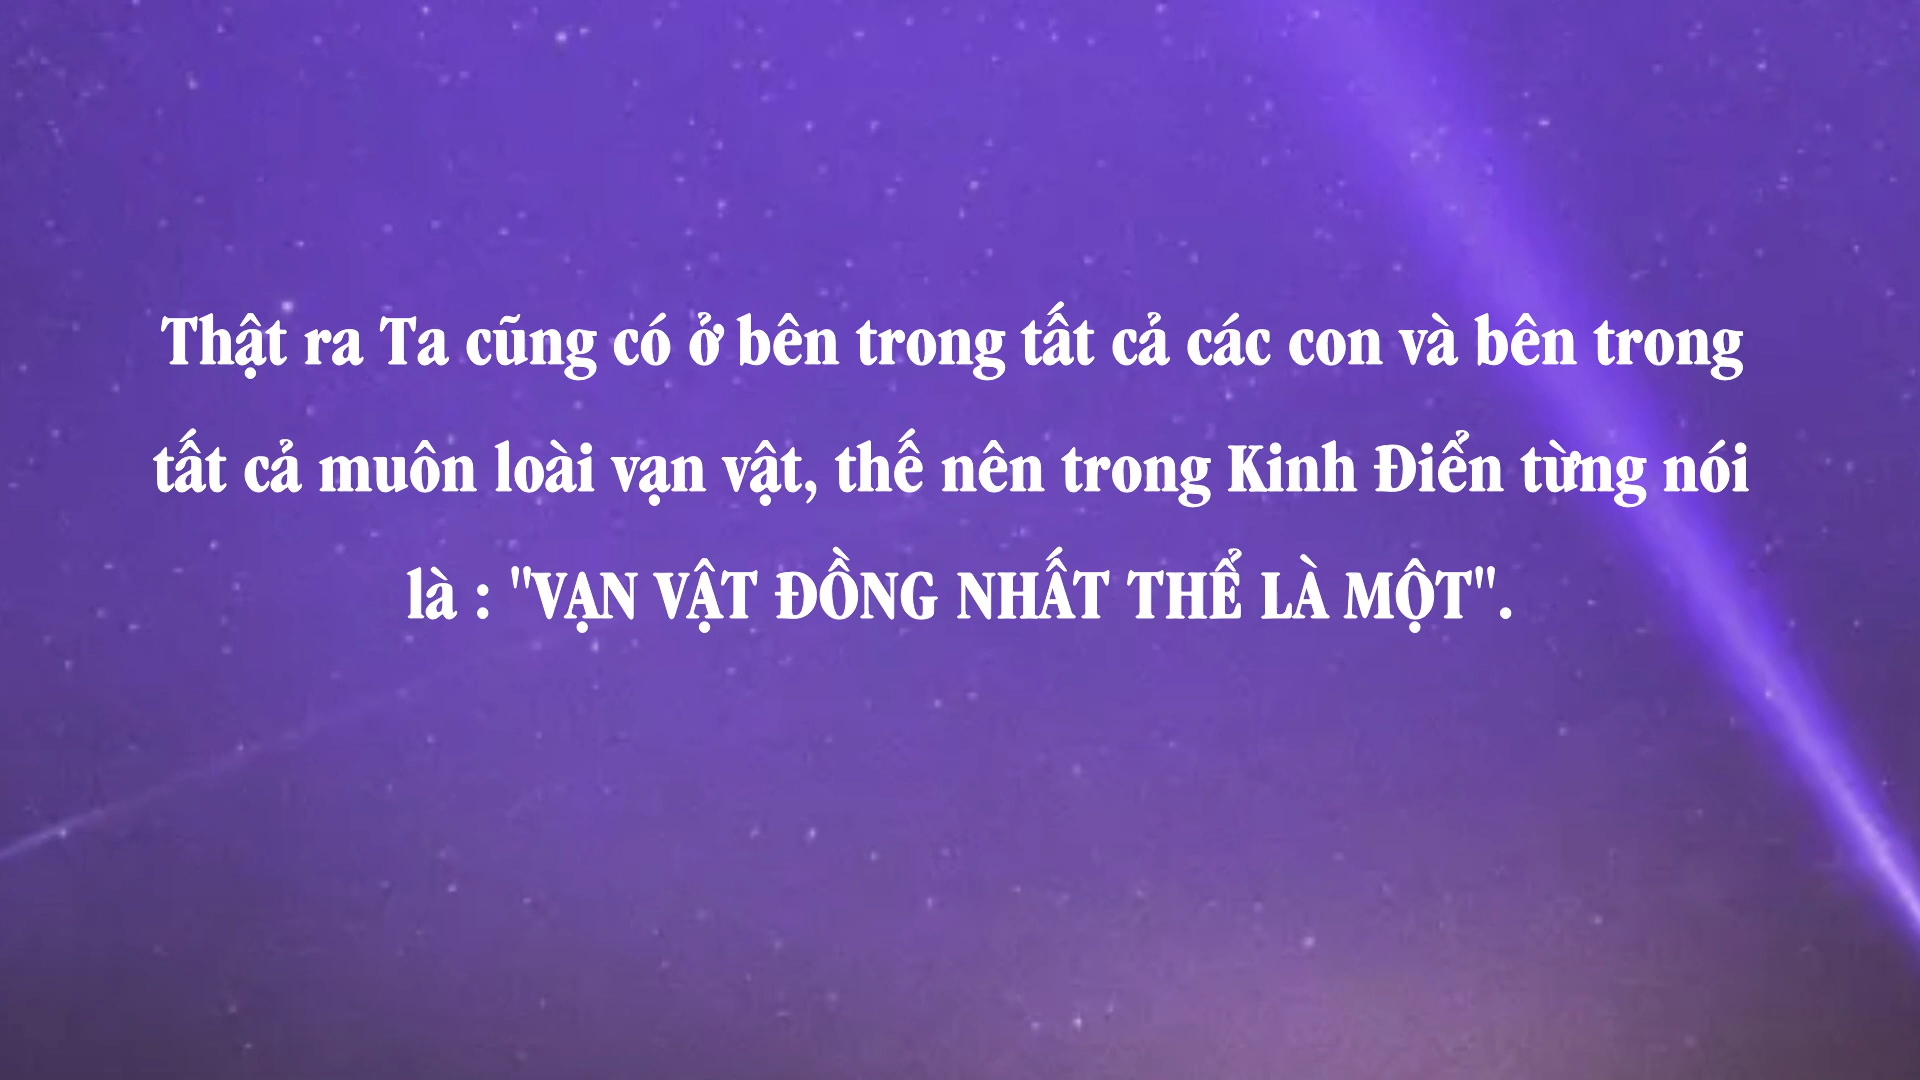 Thật ra Ta cũng có ở bên trong tất cả các con và bên trong
tất cả muôn loài vạn vật, thế nên trong Kinh Điển từng nói
là : "VẠN VẬT ĐỒNG NHẤT THỂ LÀ MỘT".